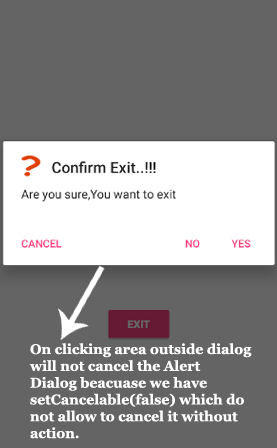 Confirm Exit..!!!
Are you sure,You want to exit
CANCEL NO YES
EXIT
On clicking area outside dialog
will not cancel the Alert
Dialog beacuase we have
setCancelable(false) which do
not allow to cancel it without
action.